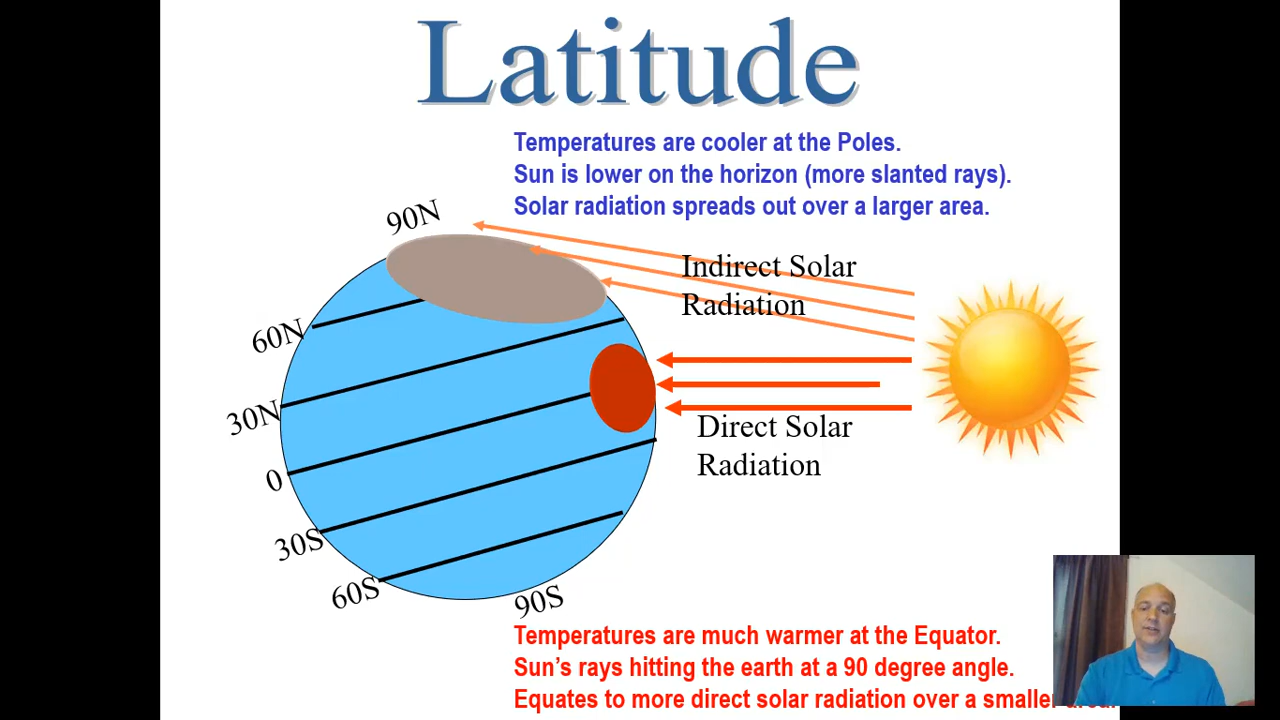 Latitude
Temperatures are cooler at the Poles.
Sun is lower on the horizon (more slanted rays).
Solar radiation spreads out over a larger area.
90N
Indirect Solar
Radiation
60N
30N
Direct Solar
Radiation
0
30S
60S
90S
Temperatures are much warmer at the Equator.
Sun’s rays hitting the earth at a 90 degree angle.
Equates to more direct solar radiation over a smaller